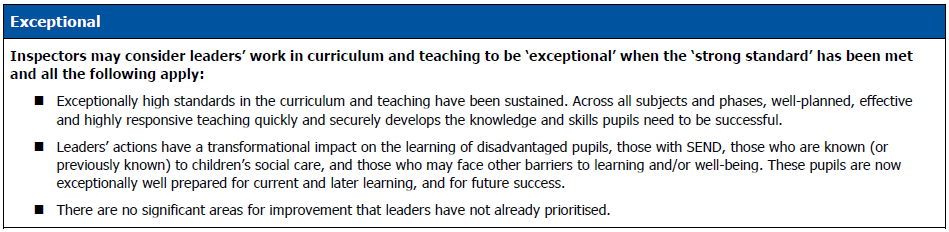 Exceptional
Inspectors may consider leaders’ work in curriculum and teaching to be ‘exceptional’ when the ‘strong standard’ has been met
and all the following apply:
■ Exceptionally high standards in the curriculum and teaching have been sustained. Across all subjects and phases, well-planned, effective
and highly responsive teaching quickly and securely develops the knowledge and skills pupils need to be successful.
■ Leaders’ actions have a transformational impact on the learning of disadvantaged pupils, those with SEND, those who are known (or
previously known) to children’s social care, and those who may face other barriers to learning and/or well-being. These pupils are now
exceptionally well prepared for current and later learning, and for future success.
■ There are no significant areas for improvement that leaders have not already prioritised.